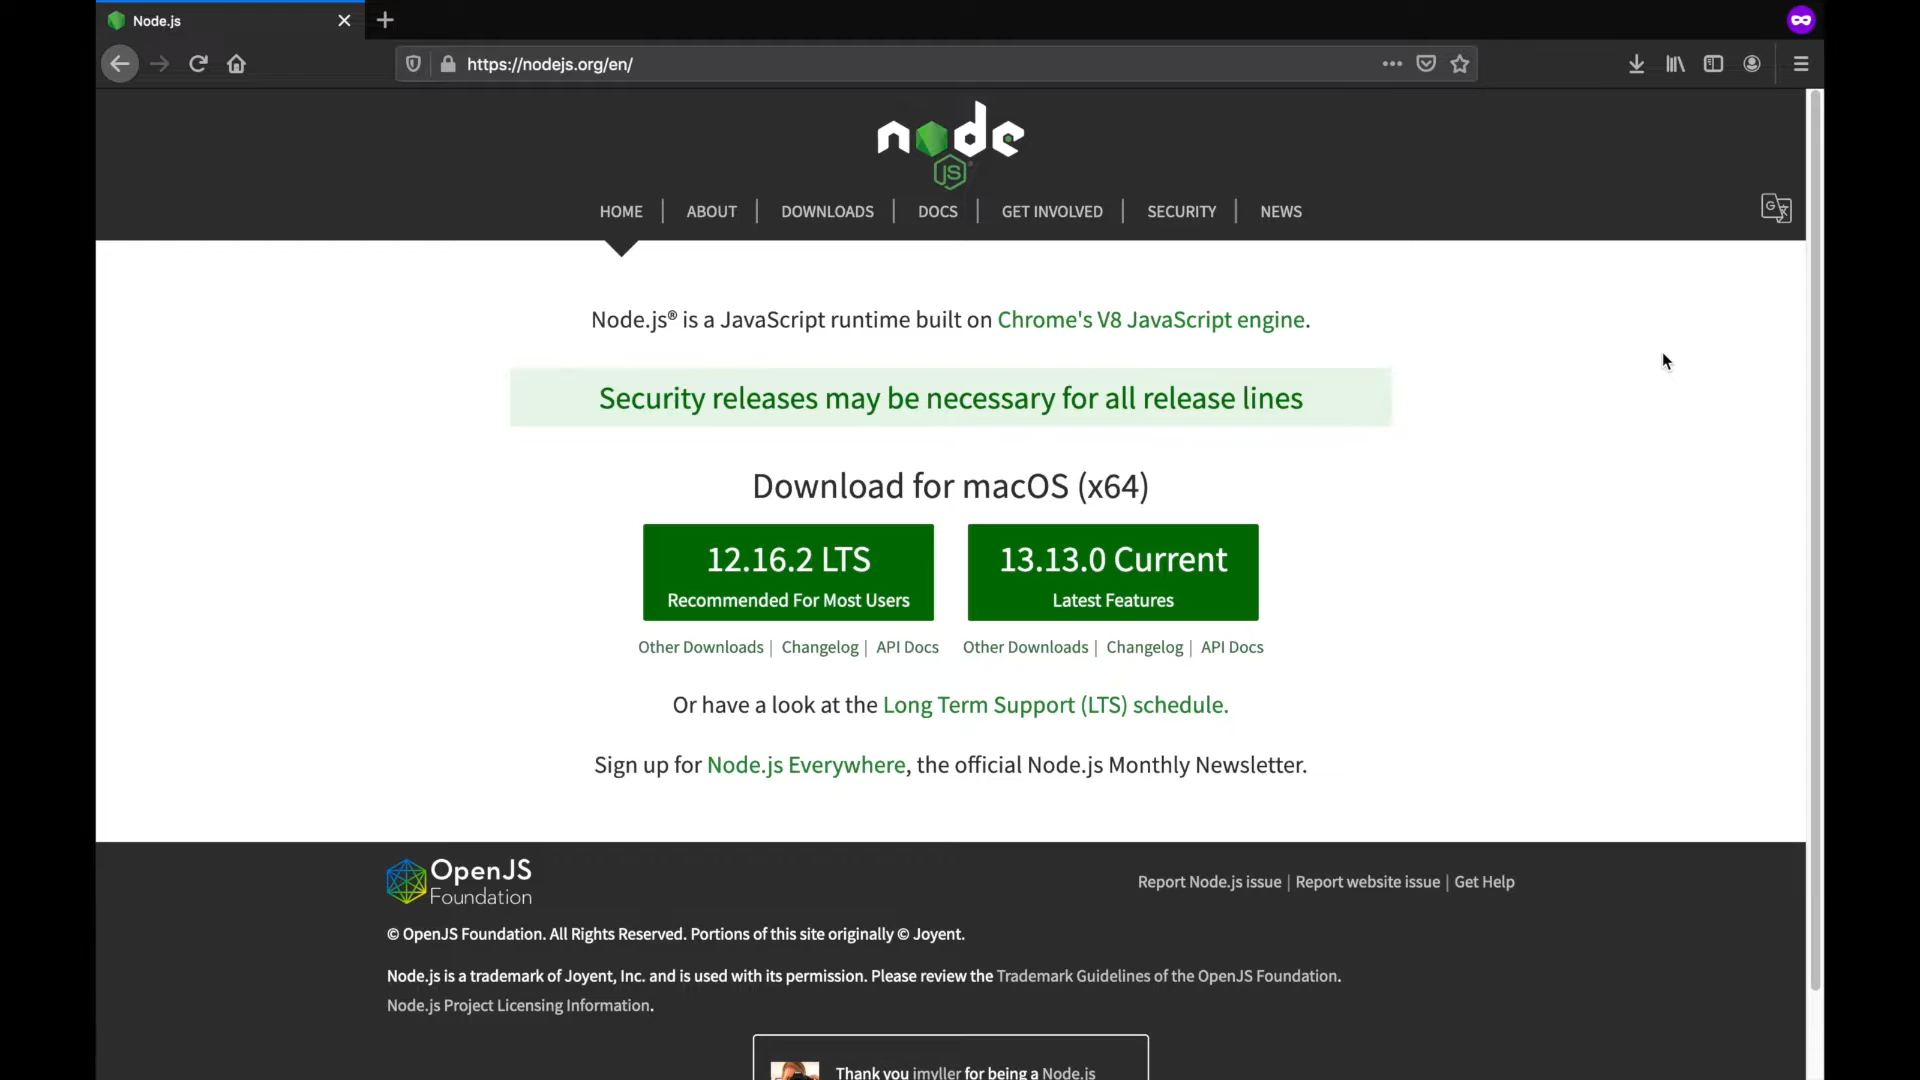 Node.js
https://nodejs.org/en/
node
JS
HOME | ABOUT | DOWNLOADS | DOCS | GET INVOLVED | SECURITY | NEWS
Node.js® is a JavaScript runtime built on Chrome's V8 JavaScript engine.
Security releases may be necessary for all release lines
Download for macOS (x64)
12.16.2 LTS
Recommended For Most Users
13.13.0 Current
Latest Features
Other Downloads | Changelog | API Docs
Other Downloads | Changelog | API Docs
Or have a look at the Long Term Support (LTS) schedule.
Sign up for Node.js Everywhere, the official Node.js Monthly Newsletter.
OpenJS
Foundation
Report Node.js issue | Report website issue | Get Help
© OpenJS Foundation. All Rights Reserved. Portions of this site originally © Joyent.
Node.js is a trademark of Joyent, Inc. and is used with its permission. Please review the Trademark Guidelines of the OpenJS Foundation.
Node.js Project Licensing Information.
Thank you imyller for being a Node.js